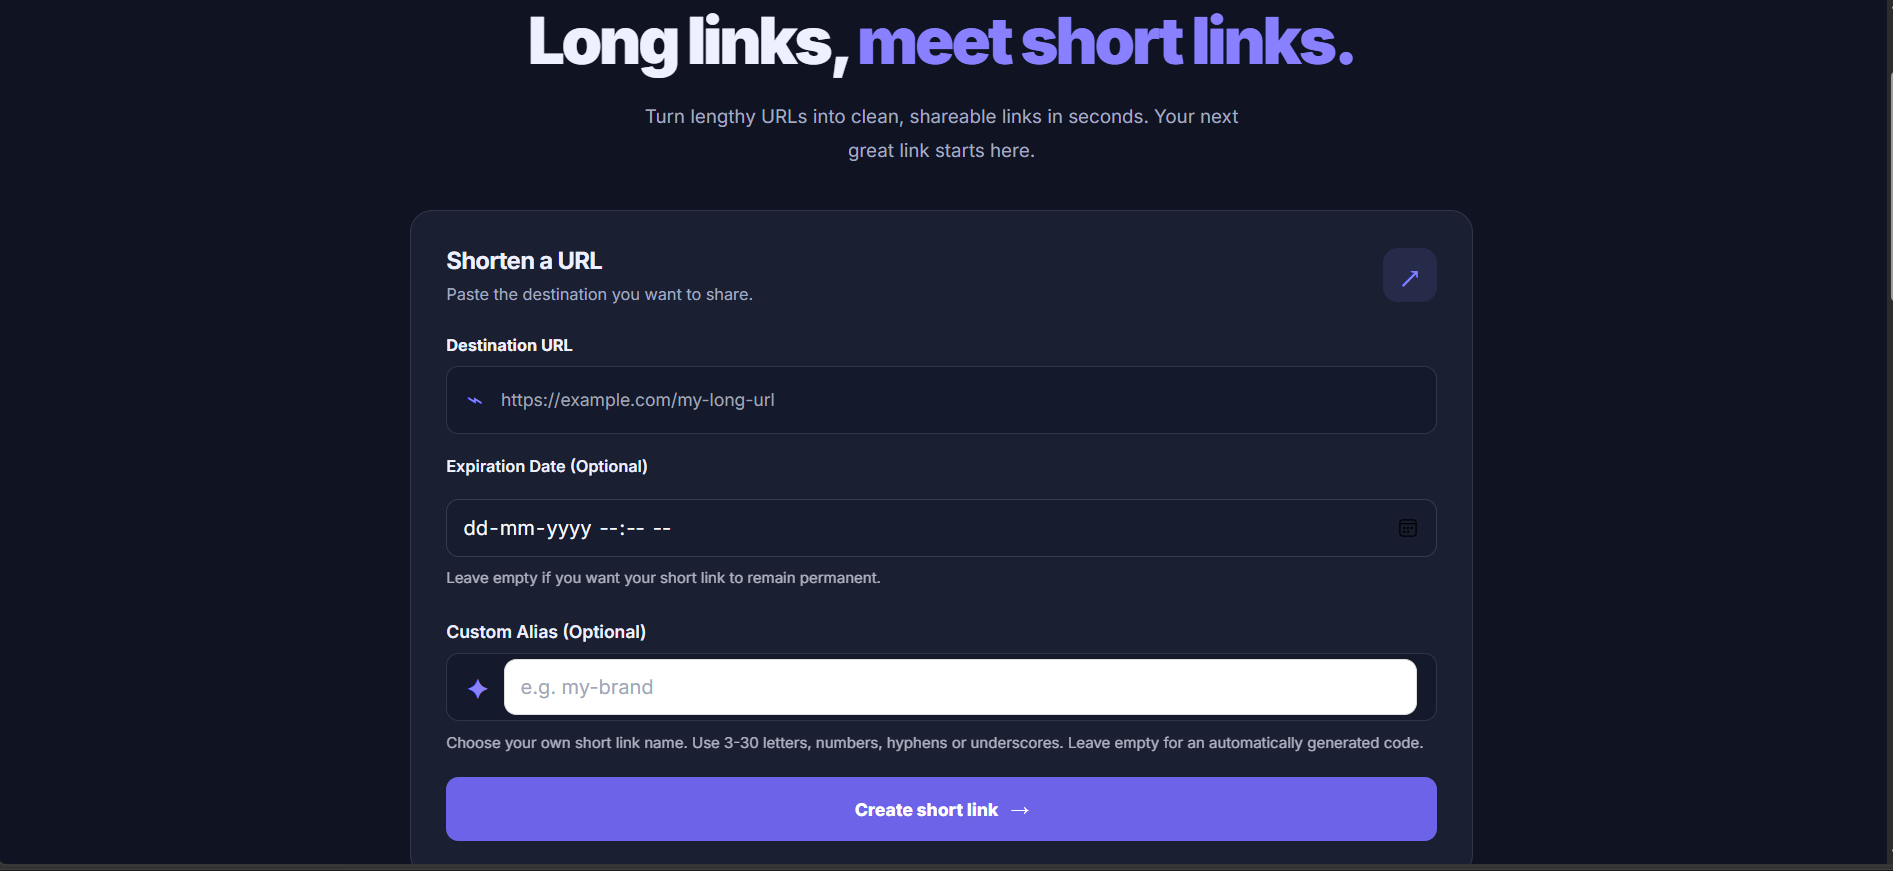 Long links, meet short links.
Turn lengthy URLs into clean, shareable links in seconds. Your next
great link starts here.
Shorten a URL
Paste the destination you want to share.
Destination URL
https://example.com/my-long-url
Expiration Date (Optional)
dd-mm-yyyy --:-- --
Leave empty if you want your short link to remain permanent.
Custom Alias (Optional)
e.g. my-brand
Choose your own short link name. Use 3-30 letters, numbers, hyphens or underscores. Leave empty for an automatically generated code.
Create short link →